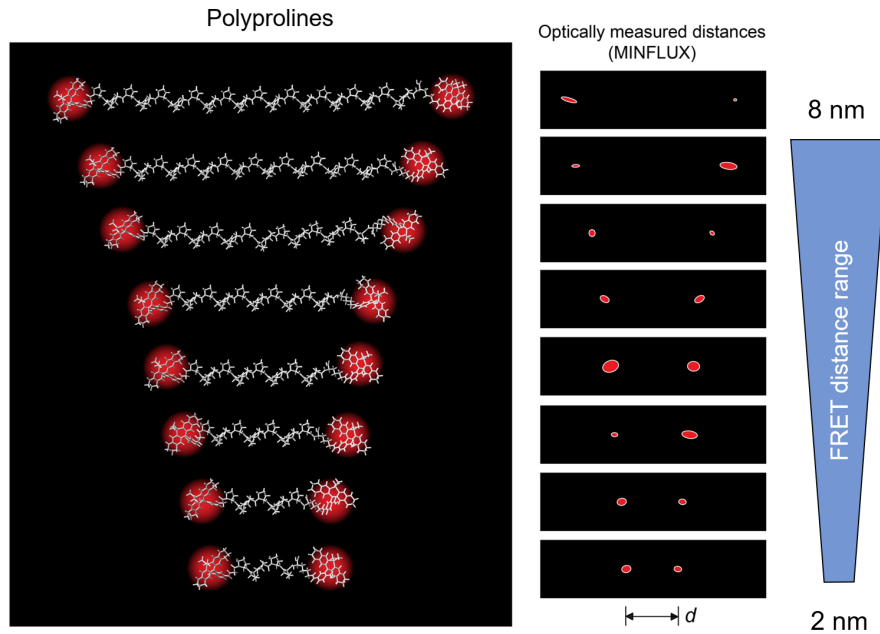 Polyprolines
Optically measured distances
(MINFLUX)
8 nm
FRET distance range
d
2 nm